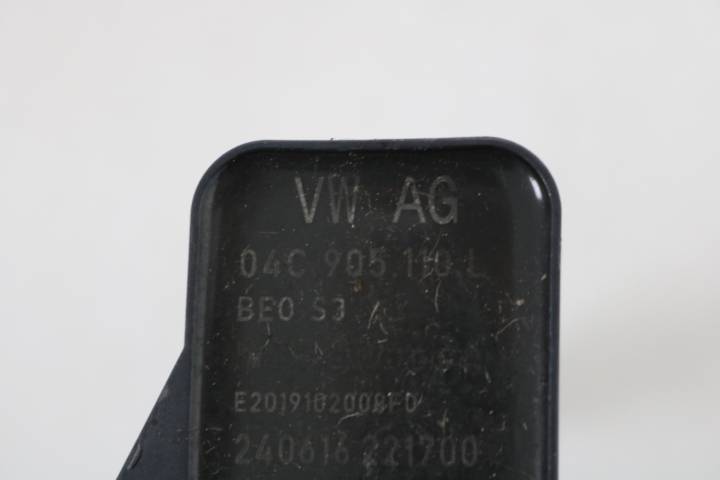 VW AG
04C 905 110 L
BEO S3
E2019102008FO
240616 221700